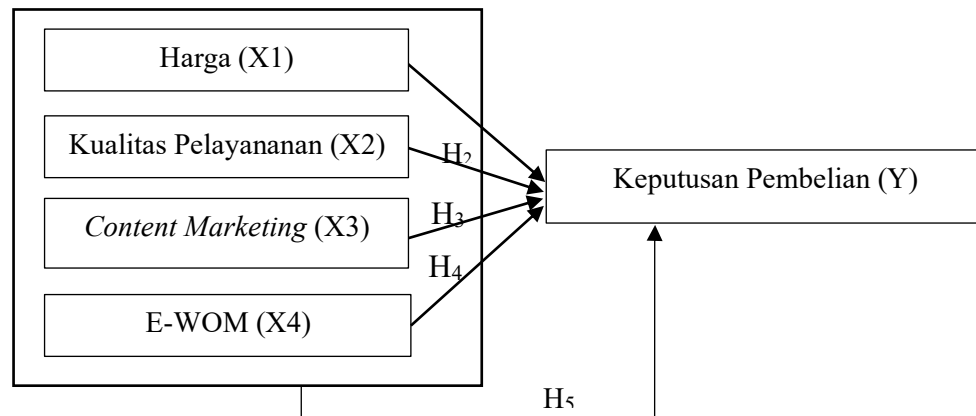 Harga (X1)
Kualitas Pelayananan (X2)
H2
Keputusan Pembelian (Y)
Content Marketing (X3)
H3
H4
E-WOM (X4)
H5